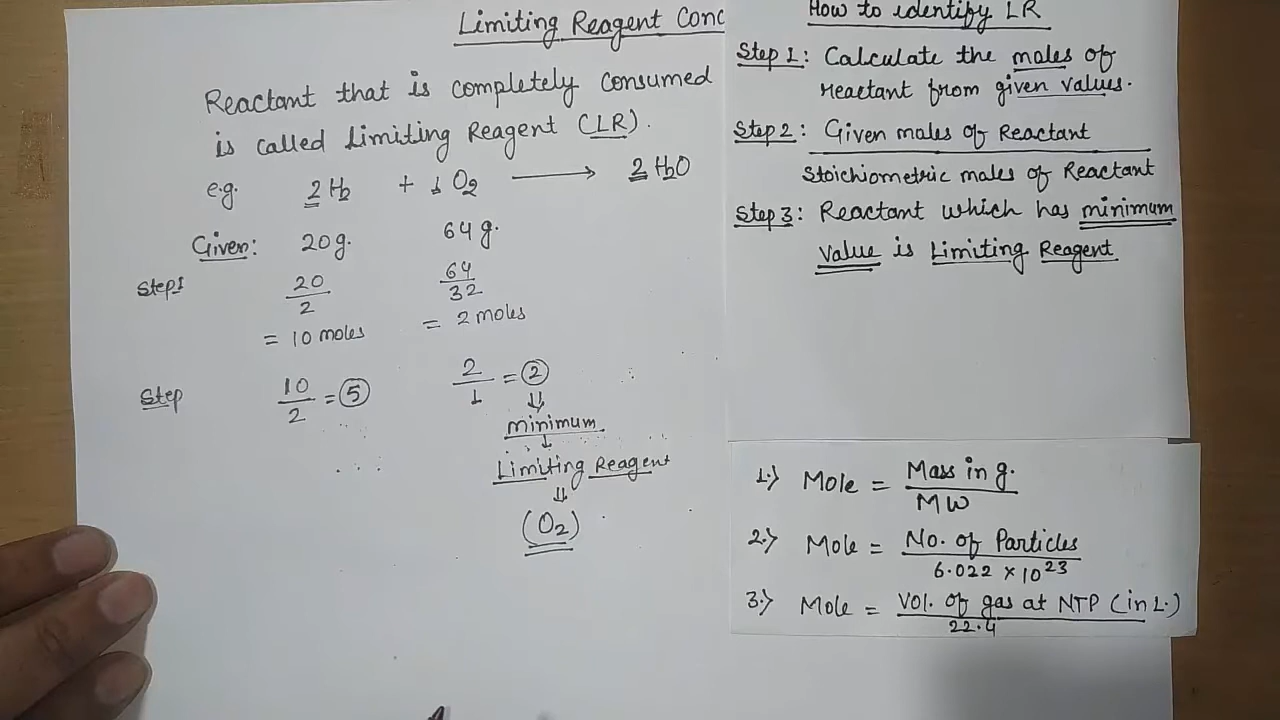 Limiting Reagent Conc
Reactant that is completely consumed
is called Limiting Reagent (LR).
e.g. 2H2 + 1O2 ⟶ 2H2O
Given: 20g. 64g.
Step1 20/2 64/32
= 10 moles = 2 moles
Step 10/2 = 5 2/1 = 2
⇓
minimum
↓
Limiting Reagent
⇓
(O2)
How to identify LR
Step 1: Calculate the moles of
reactant from given values.
Step 2: Given moles of Reactant
Stoichiometric moles of Reactant
Step 3: Reactant which has minimum
value is Limiting Reagent
1.) Mole = Mass in g.
MW
2.) Mole = No. of Particles
6.022 × 10^23
3.) Mole = Vol. of gas at NTP (in L.)
22.4